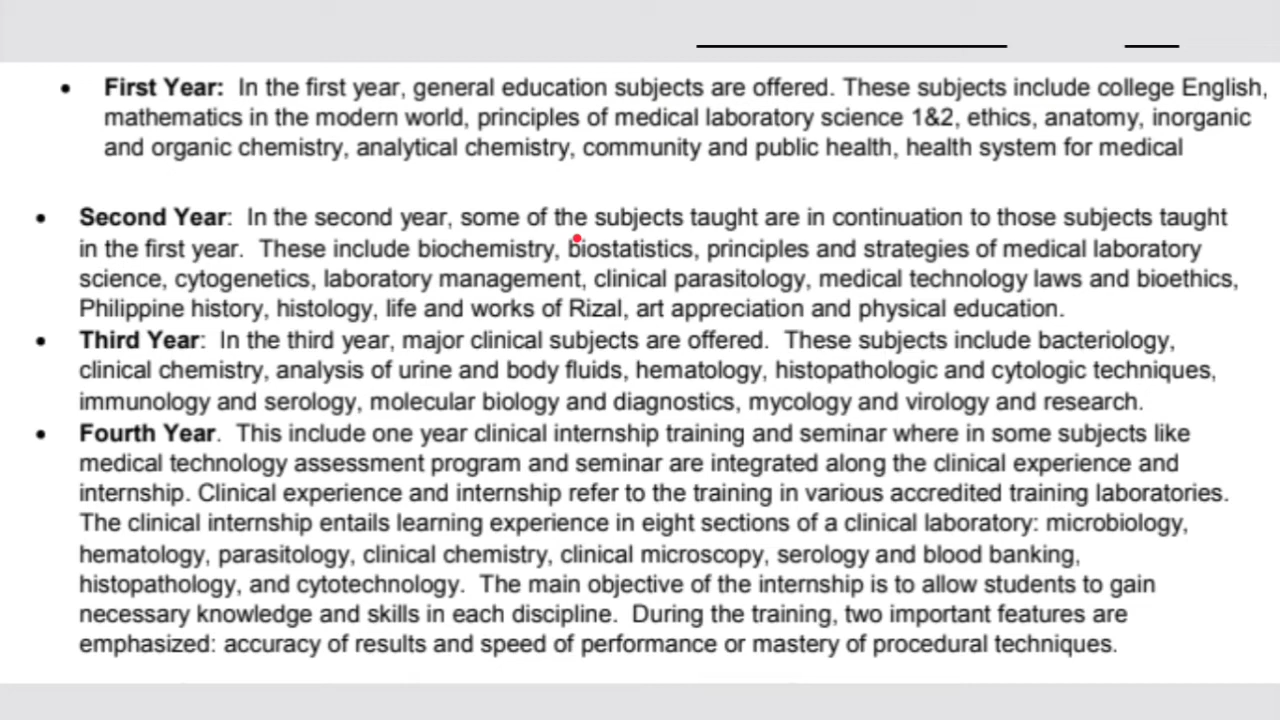 • First Year: In the first year, general education subjects are offered. These subjects include college English,
mathematics in the modern world, principles of medical laboratory science 1&2, ethics, anatomy, inorganic
and organic chemistry, analytical chemistry, community and public health, health system for medical
• Second Year: In the second year, some of the subjects taught are in continuation to those subjects taught
in the first year. These include biochemistry, biostatistics, principles and strategies of medical laboratory
science, cytogenetics, laboratory management, clinical parasitology, medical technology laws and bioethics,
Philippine history, histology, life and works of Rizal, art appreciation and physical education.
• Third Year: In the third year, major clinical subjects are offered. These subjects include bacteriology,
clinical chemistry, analysis of urine and body fluids, hematology, histopathologic and cytologic techniques,
immunology and serology, molecular biology and diagnostics, mycology and virology and research.
• Fourth Year. This include one year clinical internship training and seminar where in some subjects like
medical technology assessment program and seminar are integrated along the clinical experience and
internship. Clinical experience and internship refer to the training in various accredited training laboratories.
The clinical internship entails learning experience in eight sections of a clinical laboratory: microbiology,
hematology, parasitology, clinical chemistry, clinical microscopy, serology and blood banking,
histopathology, and cytotechnology. The main objective of the internship is to allow students to gain
necessary knowledge and skills in each discipline. During the training, two important features are
emphasized: accuracy of results and speed of performance or mastery of procedural techniques.